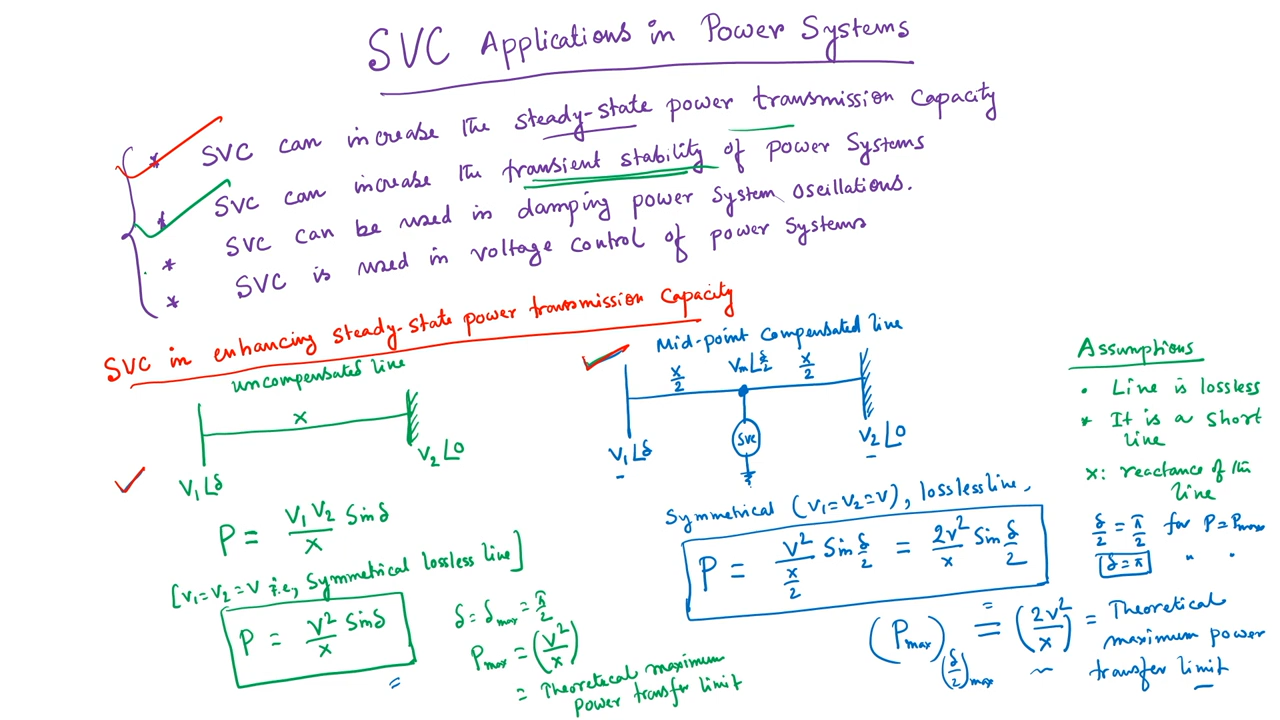 SVC Applications in Power Systems
* SVC can increase the steady-state power transmission capacity
* SVC can increase the transient stability of power systems
* SVC can be used in damping power system oscillations.
* SVC is used in voltage control of power systems
SVC in enhancing steady-state power transmission capacity
uncompensated line
x
V₁∠δ
V₂∠0
P = V₁V₂/x Sinδ
[V₁=V₂=V i.e., Symmetrical lossless line]
P = V²/x Sinδ
δ = δmax = π/2
Pmax = (V²/x)
= Theoretical maximum
power transfer limit
Mid-point compensated line
x/2 Vm∠δ/2 x/2
SVC
V₁∠δ
V₂∠0
Symmetrical (V₁=V₂=V), lossless line,
P = V²/(x/2) Sin δ/2 = 2V²/x Sin δ/2
(Pmax)(δ/2)max = (2V²/x) = Theoretical
maximum power
transfer limit
Assumptions
• Line is lossless
* It is a short
line
x: reactance of the
line
δ/2 = π/2 for P=Pmax
δ=π " "